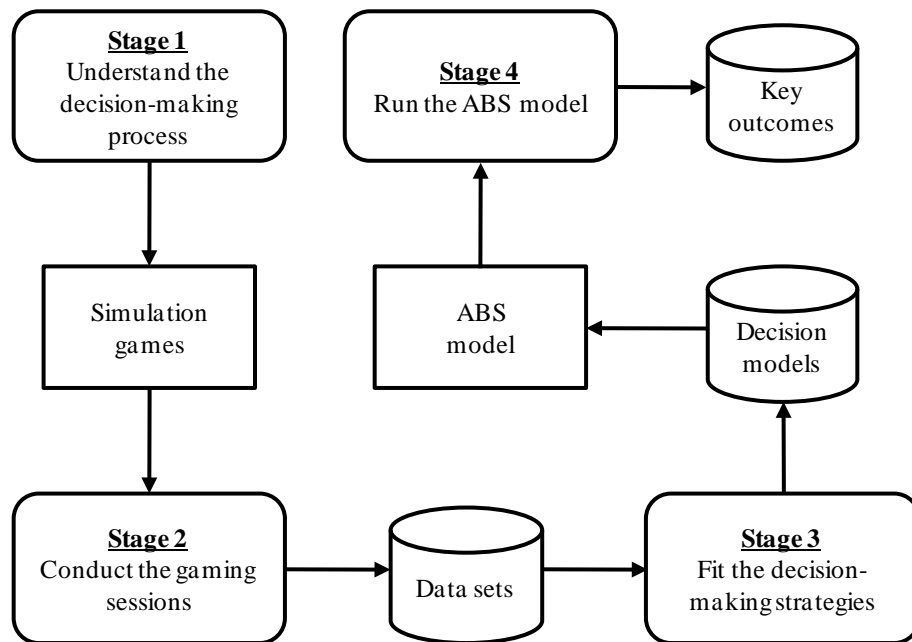 Stage 1
Understand the
decision-making
process
Simulation
games
Stage 2
Conduct the gaming
sessions
Data sets
Stage 3
Fit the decision-
making strategies
Decision
models
ABS
model
Stage 4
Run the ABS model
Key
outcomes